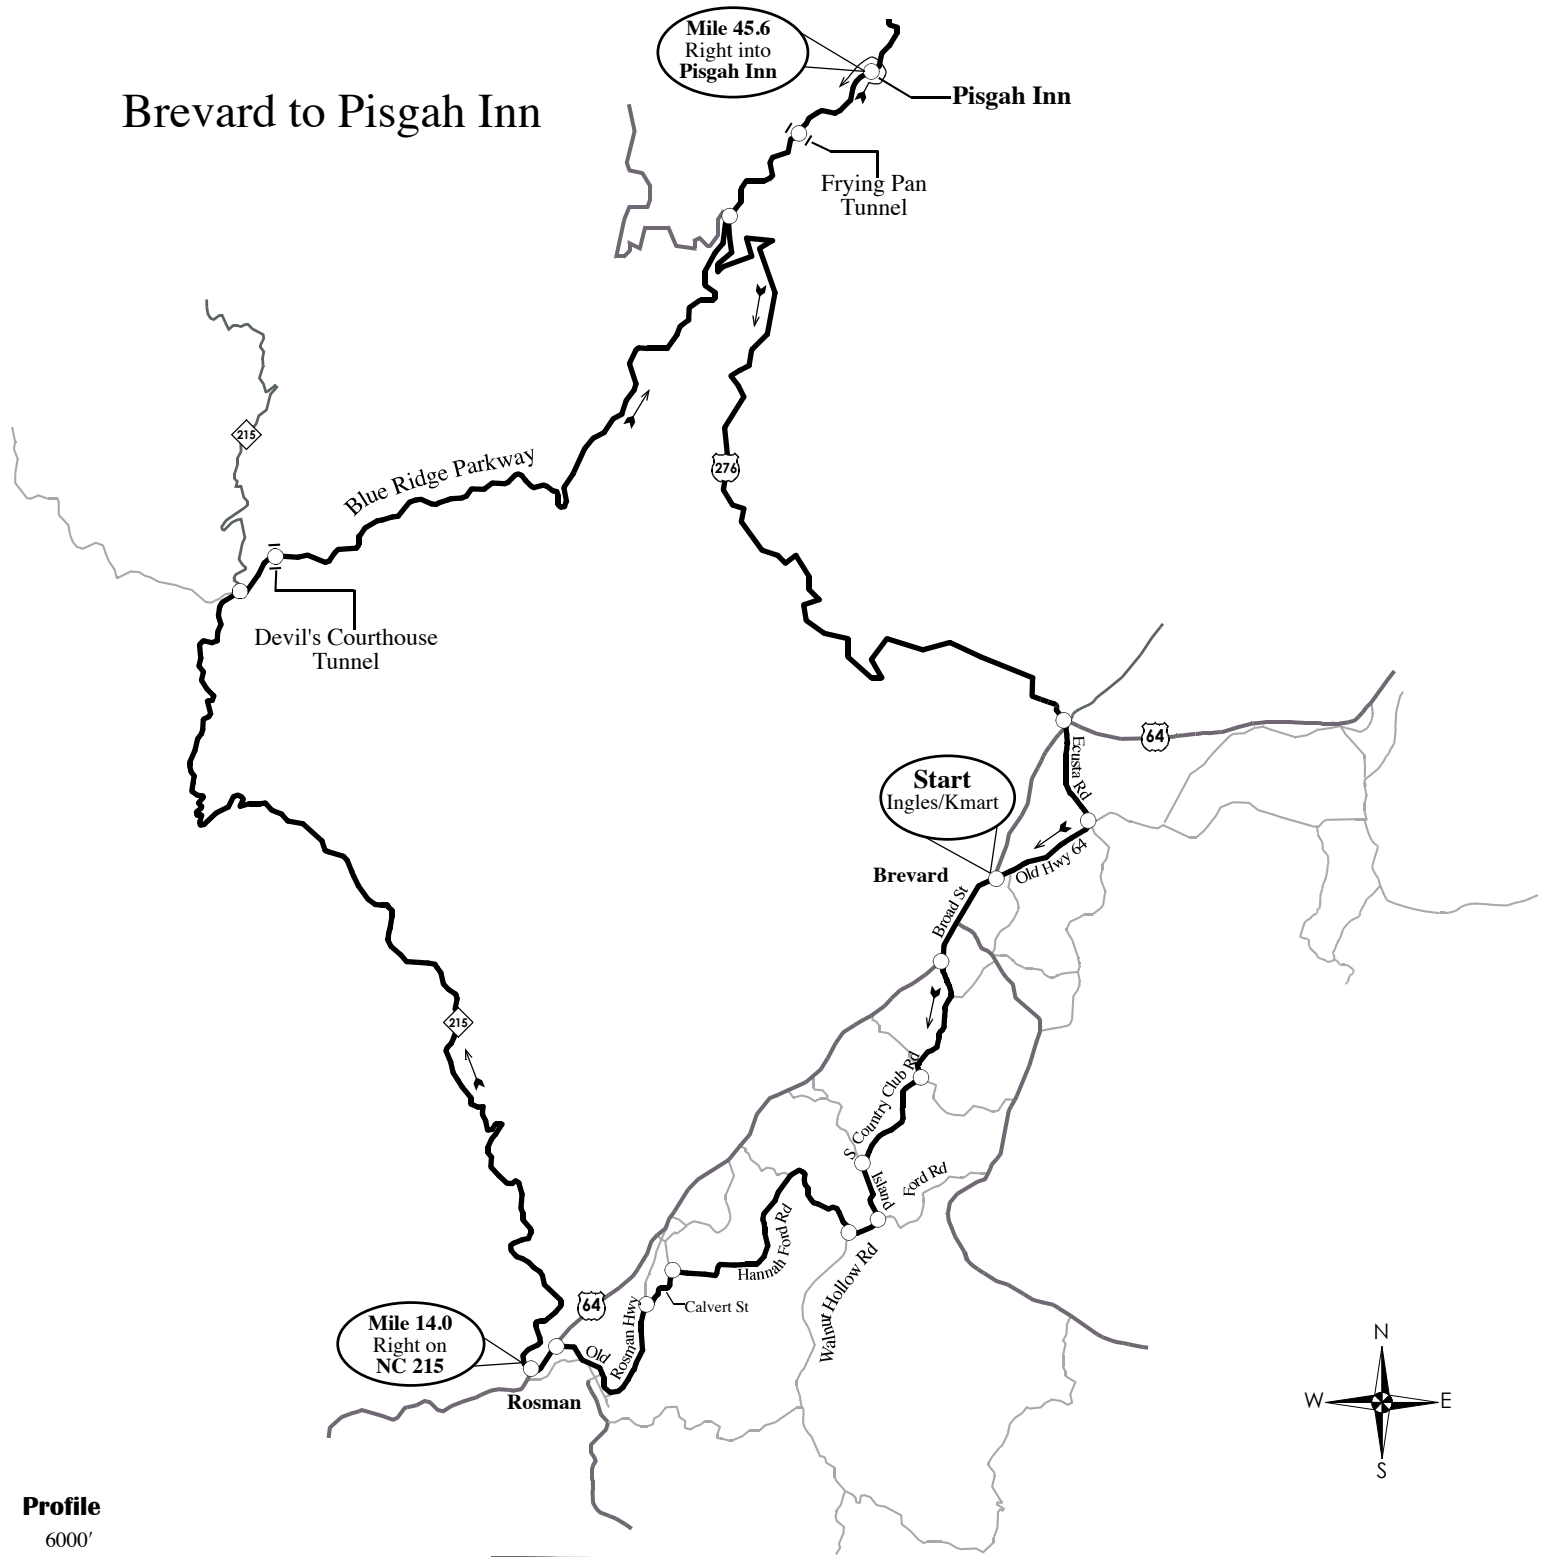 Mile 45.6
Right into
Pisgah Inn
Pisgah Inn
Brevard to Pisgah Inn
Frying Pan
Tunnel
215
Blue Ridge Parkway
276
Devil's Courthouse
Tunnel
64
Ecusta Rd
Start
Ingles/Kmart
Old Hwy 64
Brevard
Broad St
215
S Country Club Rd
Island
Ford Rd
Hannah Ford Rd
Walnut Hollow Rd
64
Calvert St
Rosman Hwy
Old
Mile 14.0
Right on
NC 215
Rosman
N
W
E
S
Profile
6000′